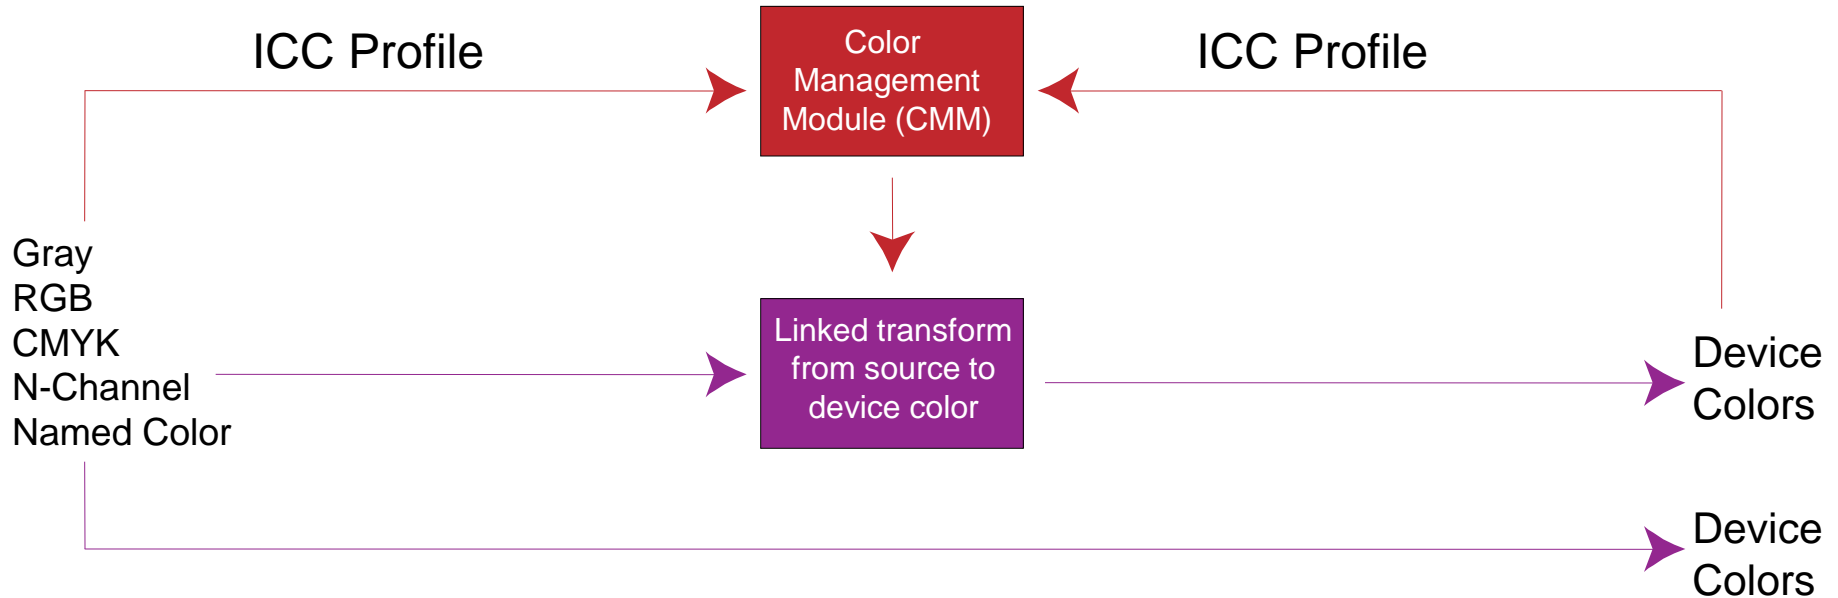 ICC Profile
Color
Management
Module (CMM)
ICC Profile
Gray
RGB
CMYK
N-Channel
Named Color
Linked transform
from source to
device color
Device
Colors
Device
Colors